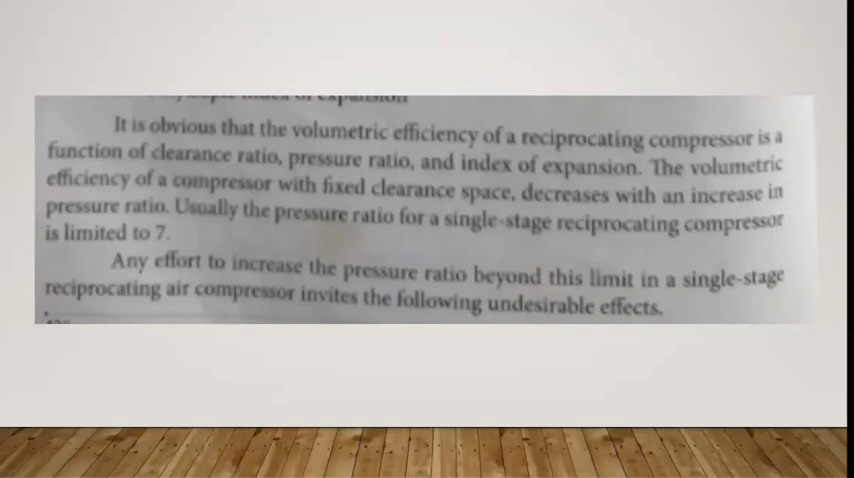 index of expansion
It is obvious that the volumetric efficiency of a reciprocating compressor is a
function of clearance ratio, pressure ratio, and index of expansion. The volumetric
efficiency of a compressor with fixed clearance space, decreases with an increase in
pressure ratio. Usually the pressure ratio for a single-stage reciprocating compressor
is limited to 7.
Any effort to increase the pressure ratio beyond this limit in a single-stage
reciprocating air compressor invites the following undesirable effects.